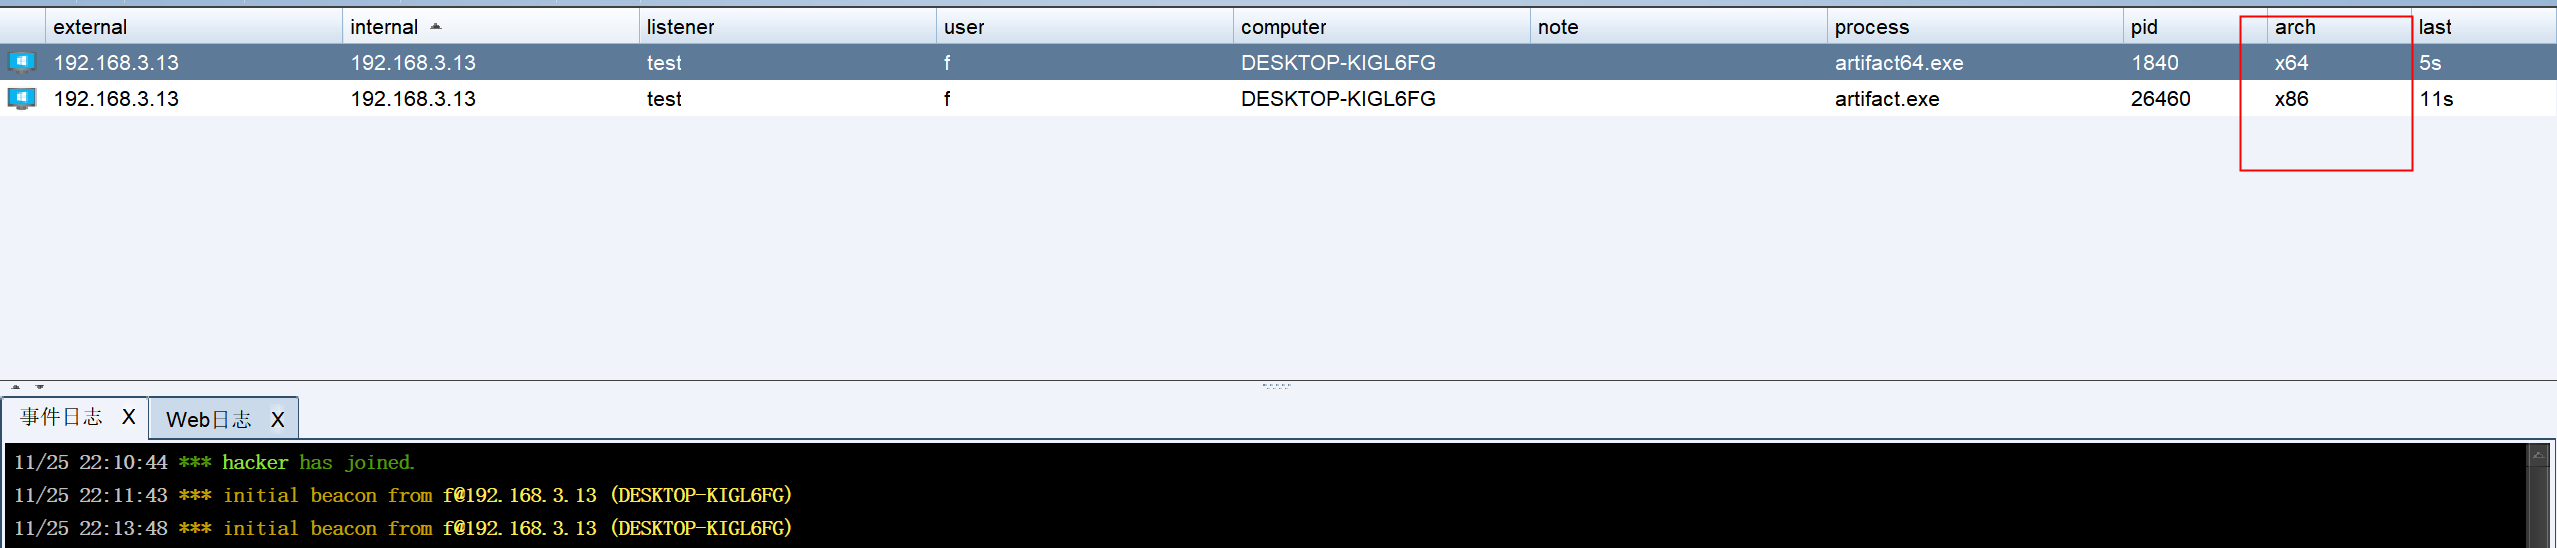 external internal listener user computer note process pid arch last
192.168.3.13 192.168.3.13 test f DESKTOP-KIGL6FG artifact64.exe 1840 x64 5s
192.168.3.13 192.168.3.13 test f DESKTOP-KIGL6FG artifact.exe 26460 x86 11s
事件日志 X Web日志 X
11/25 22:10:44 *** hacker has joined.
11/25 22:11:43 *** initial beacon from f@192.168.3.13 (DESKTOP-KIGL6FG)
11/25 22:13:48 *** initial beacon from f@192.168.3.13 (DESKTOP-KIGL6FG)